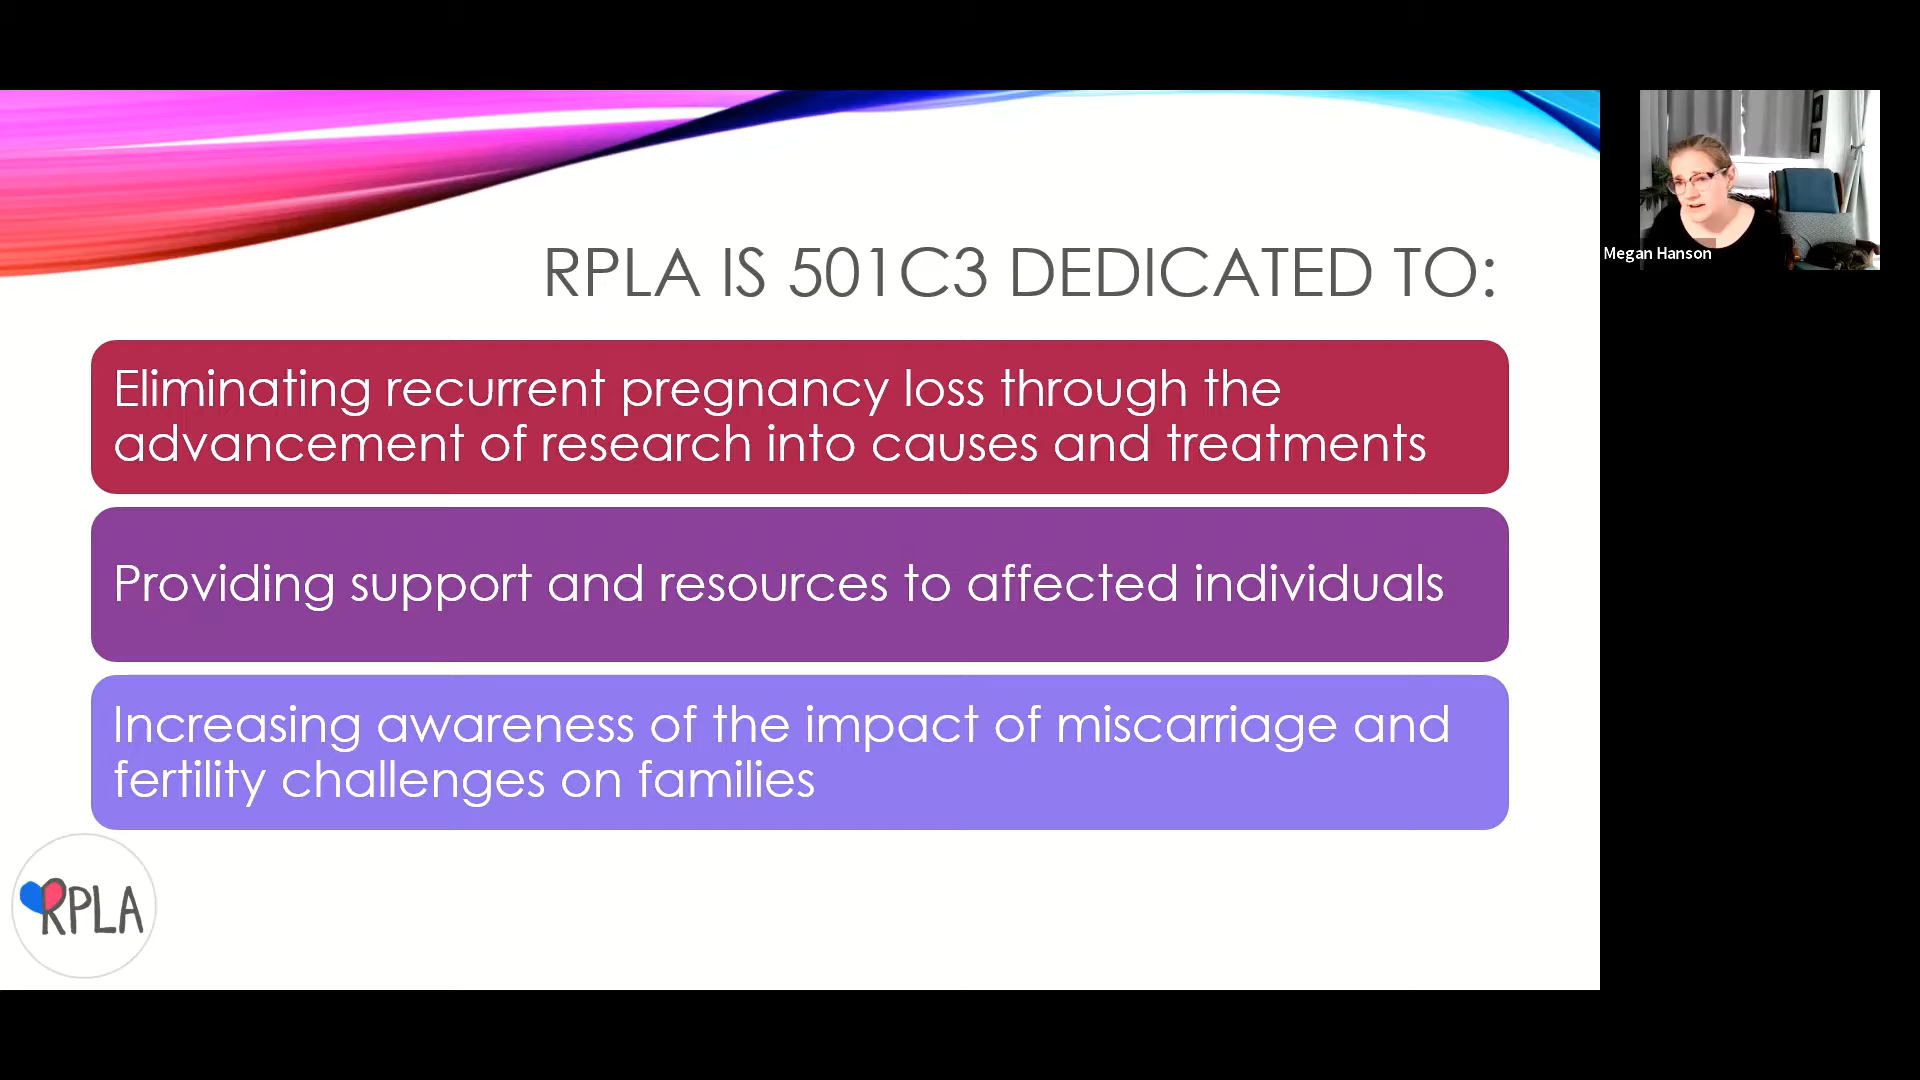 RPLA IS 501C3 DEDICATED TO:
Eliminating recurrent pregnancy loss through the
advancement of research into causes and treatments
Providing support and resources to affected individuals
Increasing awareness of the impact of miscarriage and
fertility challenges on families
RPLA
Megan Hanson